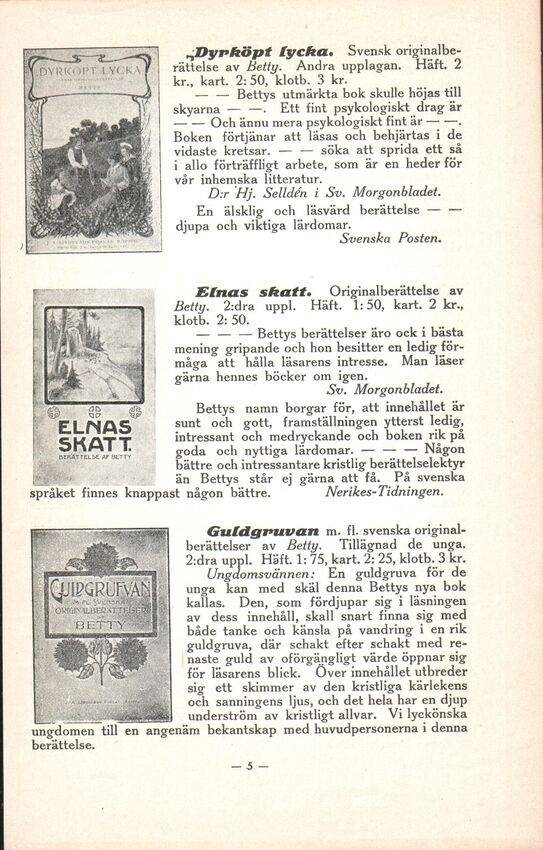 DYRKÖPT LYCKA
BETTY
„Dyrköpt lycka. Svensk originalbe-
rättelse av Betty. Andra upplagan. Häft. 2
kr., kart. 2: 50, klotb. 3 kr.
— — Bettys utmärkta bok skulle höjas till
skyarna — —. Ett fint psykologiskt drag är
— — Och ännu mera psykologiskt fint är — —.
Boken förtjänar att läsas och behjärtas i de
vidaste kretsar. — — söka att sprida ett så
i allo förträffligt arbete, som är en heder för
vår inhemska litteratur.
D:r Hj. Selldén i Sv. Morgonbladet.
En älsklig och läsvärd berättelse — —
djupa och viktiga lärdomar.
Svenska Posten.
ELNAS
SKATT.
BERÄTTELSE AF BETTY
Elnas skatt. Originalberättelse av
Betty. 2:dra uppl. Häft. 1: 50, kart. 2 kr.,
klotb. 2: 50.
— — — Bettys berättelser äro ock i bästa
mening gripande och hon besitter en ledig för-
måga att hålla läsarens intresse. Man läser
gärna hennes böcker om igen.
Sv. Morgonbladet.
Bettys namn borgar för, att innehållet är
sunt och gott, framställningen ytterst ledig,
intressant och medryckande och boken rik på
goda och nyttiga lärdomar. — — — Någon
bättre och intressantare kristlig berättelselektyr
än Bettys står ej gärna att få. På svenska
språket finnes knappast någon bättre. Nerikes-Tidningen.
GULDGRUFVAN
M. FL. SVENSKA
ORIGINALBERÄTTELSER
AF
BETTY
Guldgruvan m. fl. svenska original-
berättelser av Betty. Tillägnad de unga.
2:dra uppl. Häft. 1: 75, kart. 2: 25, klotb. 3 kr.
Ungdomsvännen: En guldgruva för de
unga kan med skäl denna Bettys nya bok
kallas. Den, som fördjupar sig i läsningen
av dess innehåll, skall snart finna sig med
både tanke och känsla på vandring i en rik
guldgruva, där schakt efter schakt med re-
naste guld av oförgängligt värde öppnar sig
för läsarens blick. Över innehållet utbreder
sig ett skimmer av den kristliga kärlekens
och sanningens ljus, och det hela har en djup
underström av kristligt allvar. Vi lyckönska
ungdomen till en angenäm bekantskap med huvudpersonerna i denna
berättelse.
— 5 —